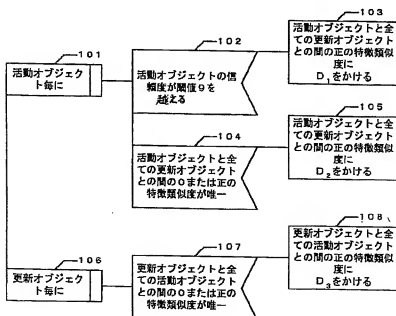 101
活動オブジェク
ト毎に
102
活動オブジェクトの信
頼度が閾値9を
越える
103
活動オブジェクトと全
ての更新オブジェクト
との間の正の特徴類似
度に
D₁をかける
104
活動オブジェクトと全
ての更新オブジェクト
との間の0または正の
特徴類似度が唯一
105
活動オブジェクトと全
ての更新オブジェクト
との間の正の特徴類似
度に
D₂をかける
106
更新オブジェク
ト毎に
107
更新オブジェクトと全
ての活動オブジェクト
との間の0または正の
特徴類似度が唯一
108
更新オブジェクトと全
ての活動オブジェクト
との間の正の特徴類似
度に
D₃をかける